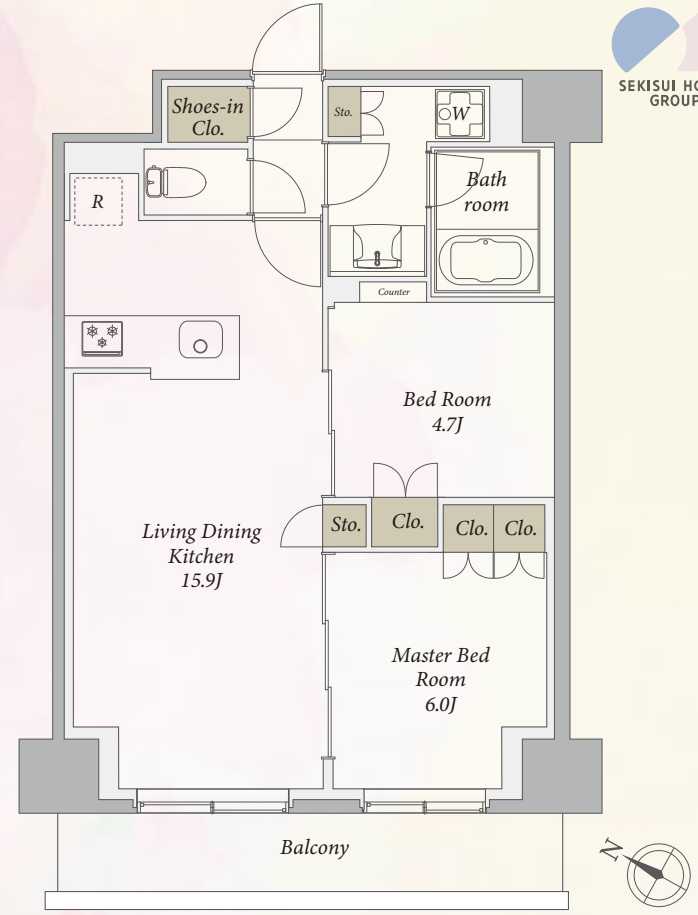 SEKISUI HO
GROUP
Shoes-in
Clo.
Sto.
W
R
Bath
room
Counter
Bed Room
4.7J
Living Dining
Kitchen
15.9J
Sto.
Clo.
Clo.
Clo.
Master Bed
Room
6.0J
Balcony
N